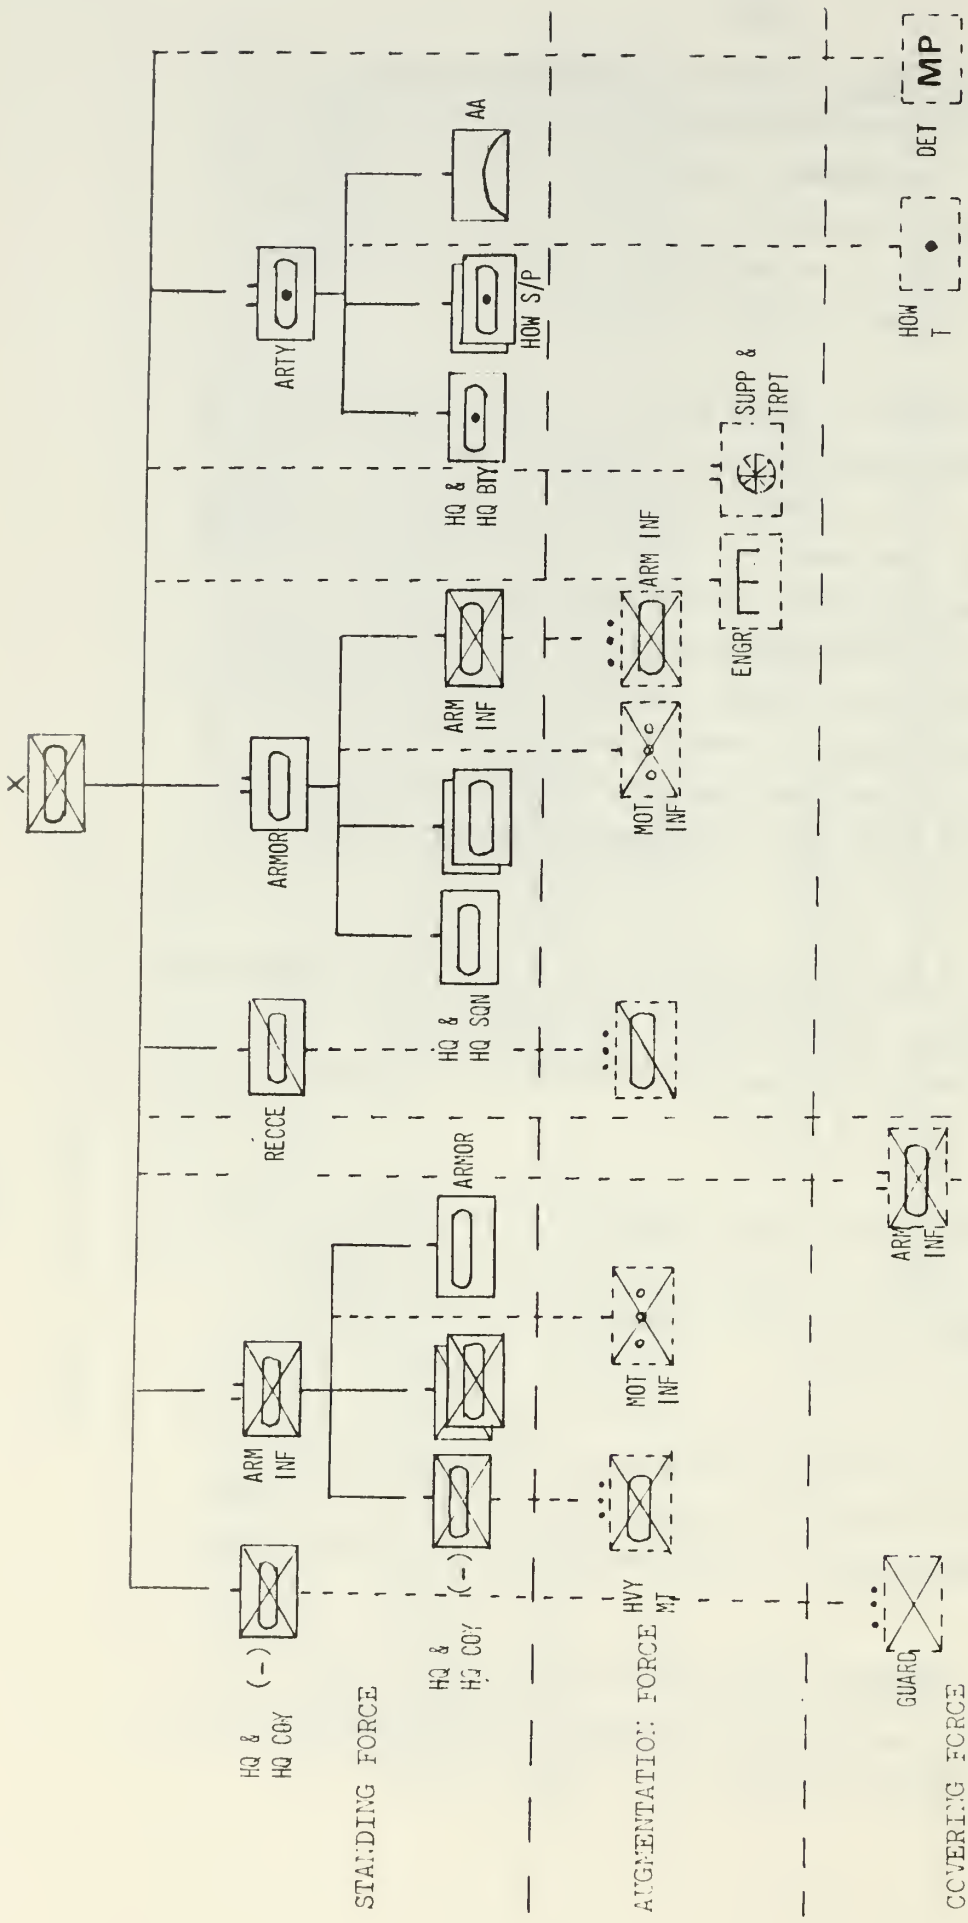 X
HQ &
HQ COY
(-)
ARM
INF
RECCE
ARMOR
ARTY
STANDING FORCE
HQ &
HQ COY
(-)
ARMOR
HQ &
HQ SQN
ARM
INF
HQ &
HQ BTY
HOW S/P
AA
AUGMENTATION FORCE
HVY
MT
MOT
INF
MOT
INF
ARM INF
ENGR
SUPP &
TRPT
COVERING FORCE
GUARD
ARM
INF
HOW
T
DET
MP